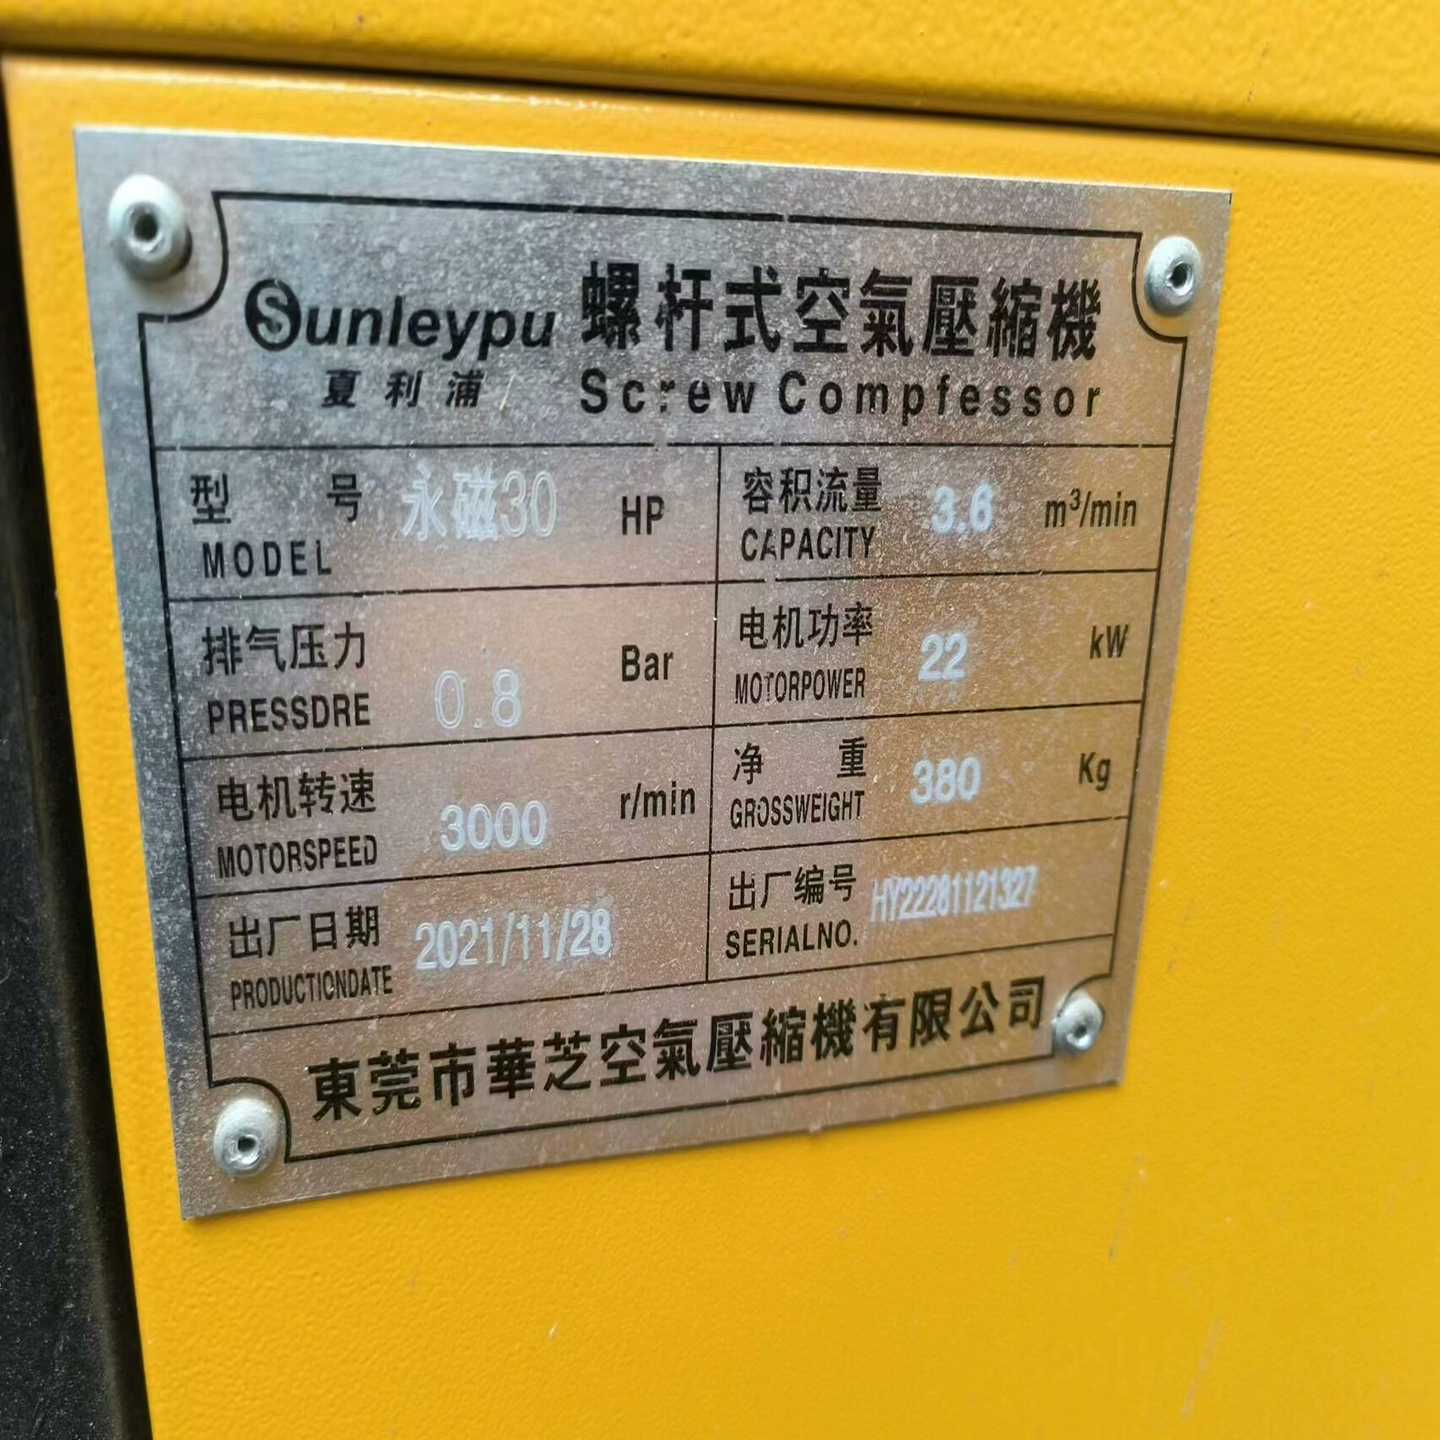 Sunleypu 螺杆式空氣壓縮機
夏利浦 Screw Compfessor
型号 永磁30 HP 容积流量 3.6 m³/min
MODEL CAPACITY
排气压力 0.8 Bar 电机功率 22 kW
PRESSDRE MOTORPOWER
电机转速 3000 r/min 净重 380 Kg
MOTORSPEED GROSSWEIGHT
出厂日期 2021/11/28 出厂编号 HY22281121327
PRODUCTIONDATE SERIALNO.
東莞市華芝空氣壓縮機有限公司